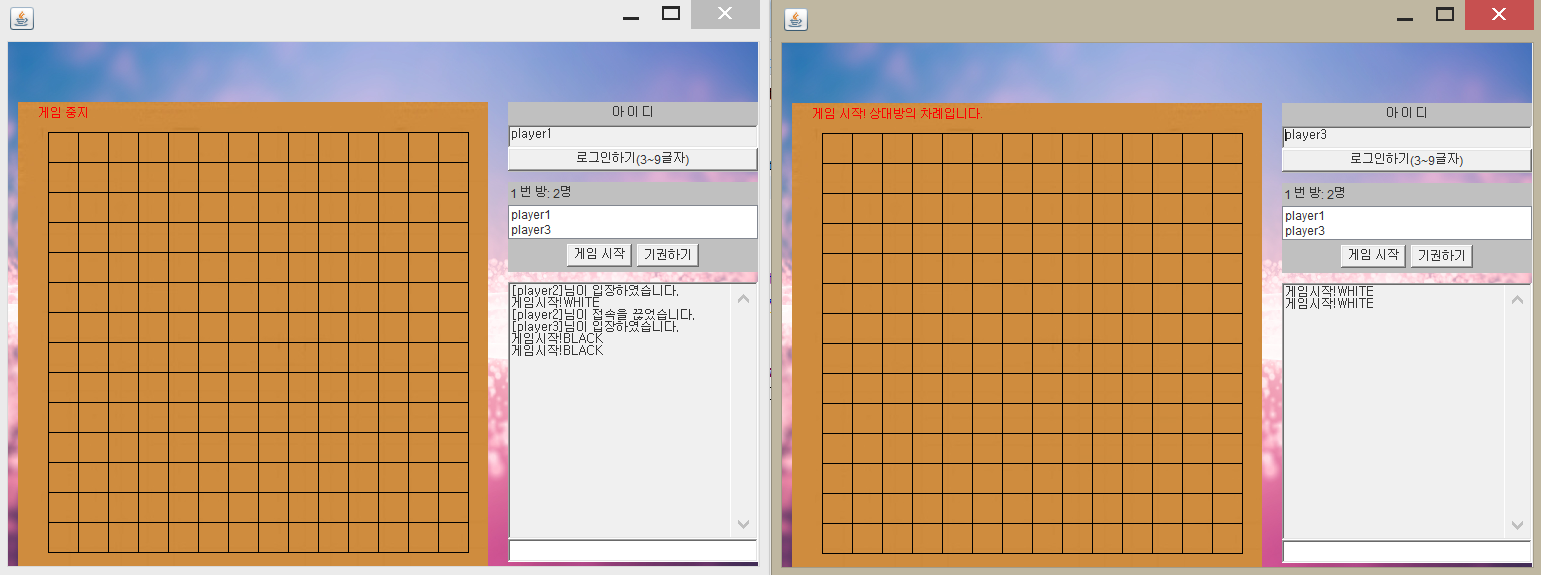 게임 중지
아 이 디
player1
로그인하기(3~9글자)
1 번 방: 2명
player1
player3
게임 시작 기권하기
[player2]님이 입장하였습니다.
게임시작!WHITE
[player2]님이 접속을 끊었습니다.
[player3]님이 입장하였습니다.
게임시작!BLACK
게임시작!BLACK
게임 시작! 상대방의 차례입니다.
아 이 디
player3
로그인하기(3~9글자)
1 번 방: 2명
player1
player3
게임 시작 기권하기
게임시작!WHITE
게임시작!WHITE